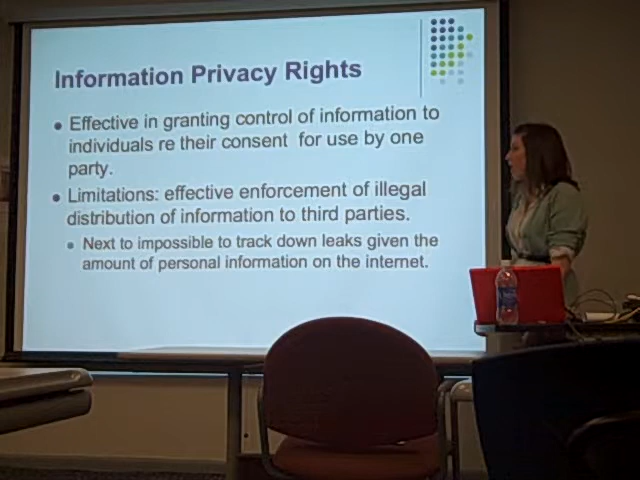 Information Privacy Rights
• Effective in granting control of information to
individuals re their consent for use by one
party.
• Limitations: effective enforcement of illegal
distribution of information to third parties.
• Next to impossible to track down leaks given the
amount of personal information on the internet.